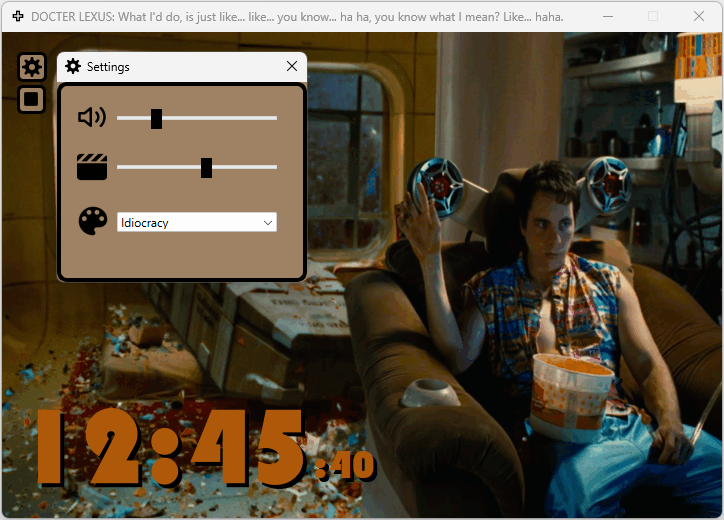 DOCTER LEXUS: What I'd do, is just like... like... you know... ha ha, you know what I mean? Like... haha.
Settings
Idiocracy
12:45:40